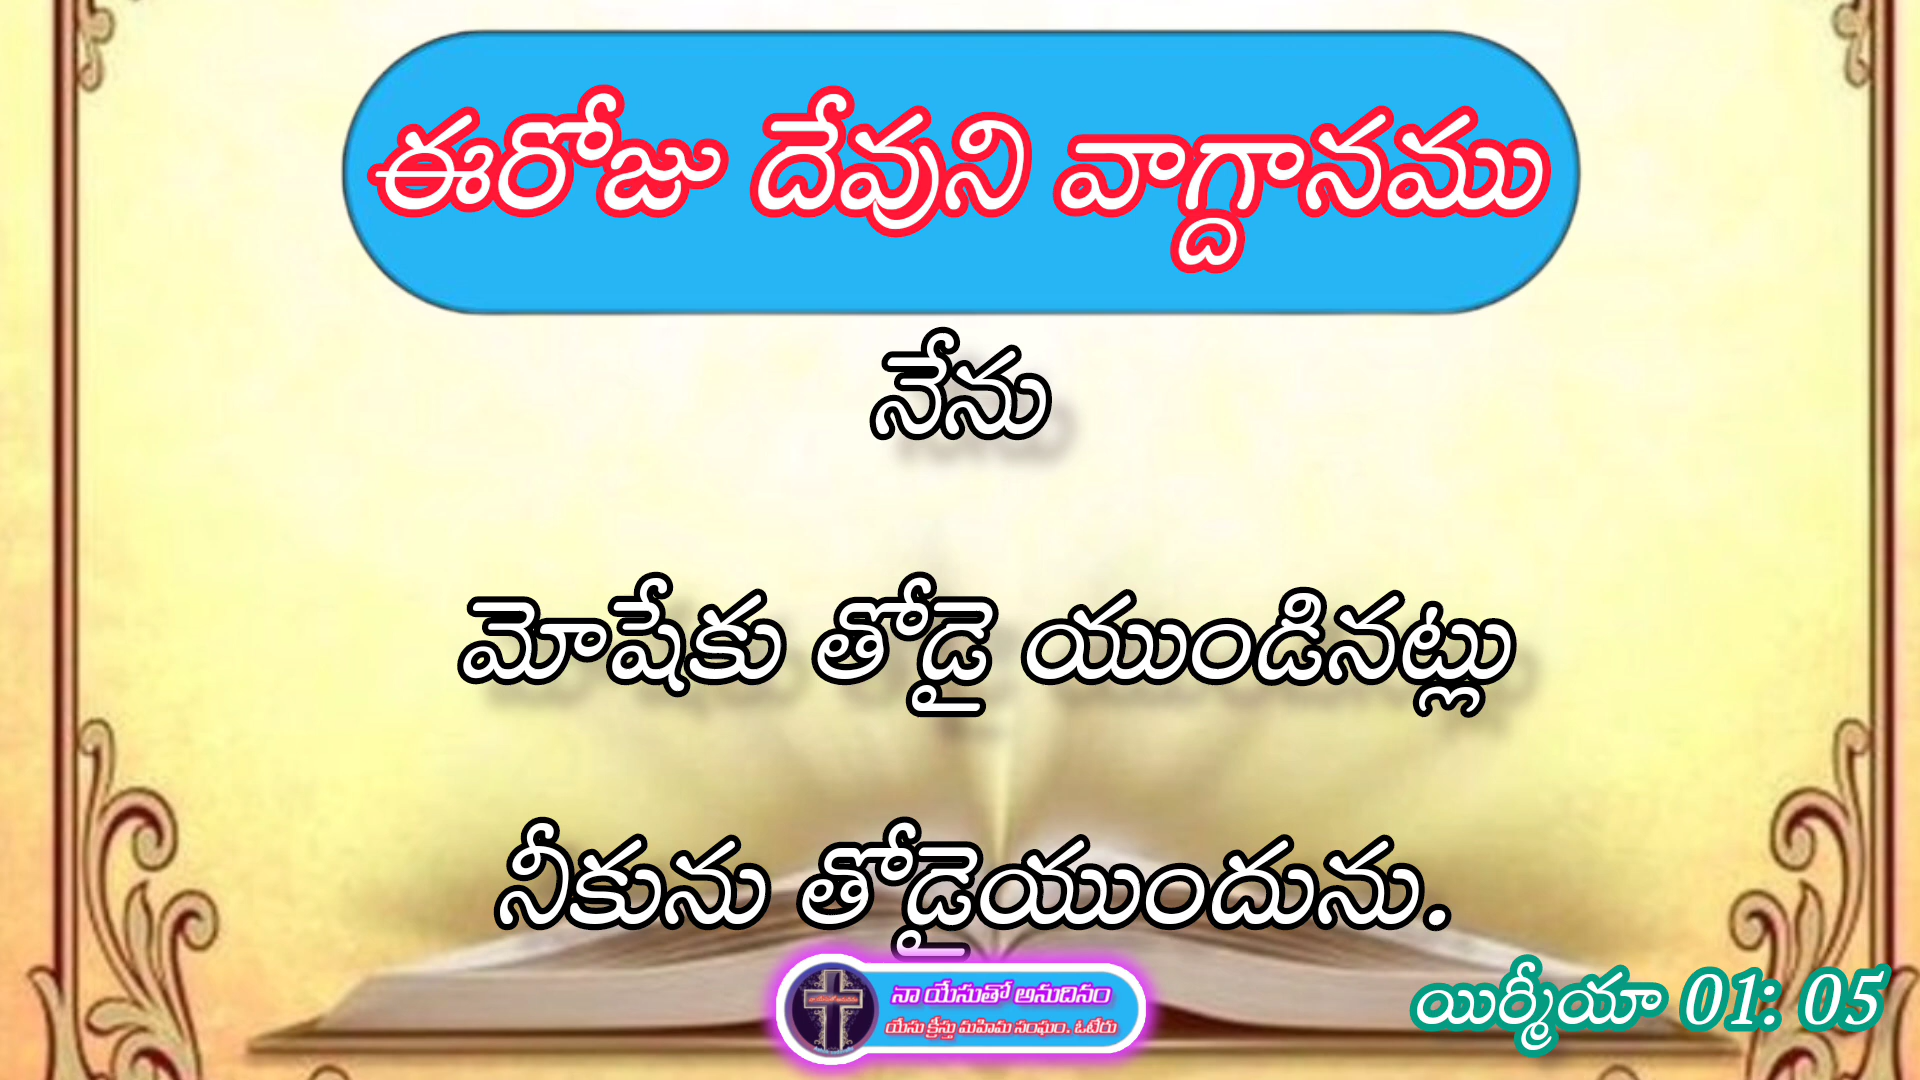 ఈరోజు దేవుని వాగ్దానము
నేను
మోషేకు తోడై యుండినట్లు
నీకును తోడైయుందును.
నా యేసుతో అనుదినం
యేసు క్రీస్తు మహిమ సంఘం. ఓటేరు
యిర్మీయా 01: 05